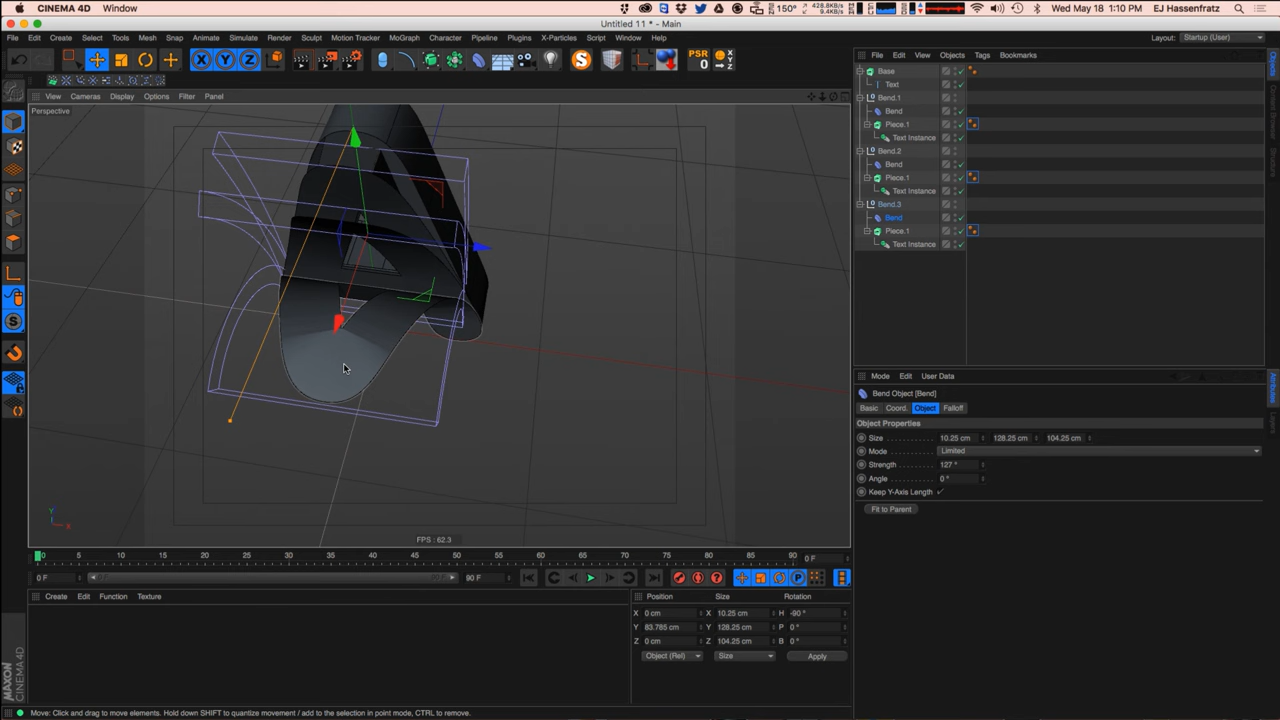 CINEMA 4D Window
150° 428.8KB/s 9.4KB/s Wed May 18 1:10 PM EJ Hassenfratz
Untitled 11 * - Main
File Edit Create Select Tools Mesh Snap Animate Simulate Render Sculpt Motion Tracker MoGraph Character Pipeline Plugins X-Particles Script Window Help Layout: Startup (User)
X Y Z S PSR 0
File Edit View Objects Tags Bookmarks
View Cameras Display Options Filter Panel
Perspective
Base
Text
Bend.1
Bend
Piece.1
Text Instance
Bend.2
Bend
Piece.1
Text Instance
Bend.3
Bend
Piece.1
Text Instance
Objects
Attributes
Layers
Mode Edit User Data
Bend Object [Bend]
Basic Coord. Object Falloff
Object Properties
Size 10.25 cm 128.25 cm 104.25 cm
Mode Limited
Strength 127 °
Angle 0 °
Keep Y-Axis Length ✓
Fit to Parent
Y X
FPS : 62.3
0 5 10 15 20 25 30 35 40 45 50 55 60 65 70 75 80 85 90 0 F
0 F 90 F
Create Edit Function Texture
Position Size Rotation
X 0 cm X 10.25 cm H -90 °
Y 83.785 cm Y 128.25 cm P 0 °
Z 0 cm Z 104.25 cm B 0 °
Object (Rel) Size Apply
MAXON CINEMA 4D
Move: Click and drag to move elements. Hold down SHIFT to quantize movement / add to the selection in point mode, CTRL to remove.